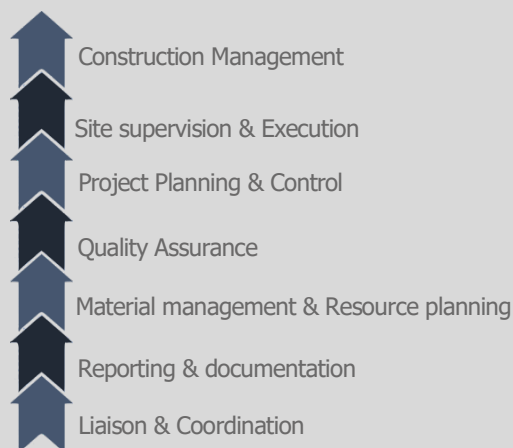 Construction Management
Site supervision & Execution
Project Planning & Control
Quality Assurance
Material management & Resource planning
Reporting & documentation
Liaison & Coordination